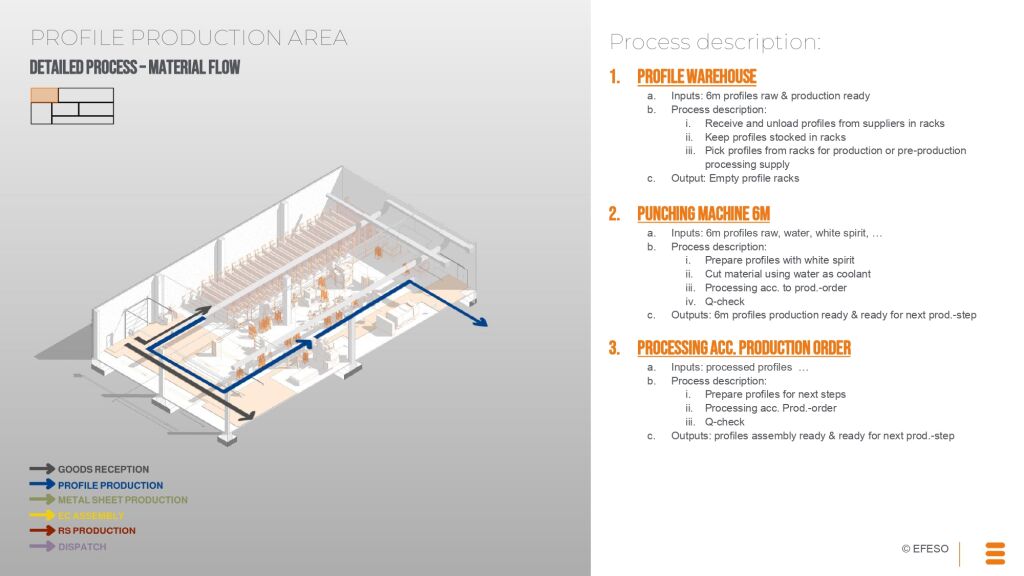 PROFILE PRODUCTION AREA
DETAILED PROCESS – MATERIAL FLOW
GOODS RECEPTION
PROFILE PRODUCTION
METAL SHEET PRODUCTION
EC ASSEMBLY
RS PRODUCTION
DISPATCH
Process description:
1. PROFILE WAREHOUSE
a. Inputs: 6m profiles raw & production ready
b. Process description:
i. Receive and unload profiles from suppliers in racks
ii. Keep profiles stocked in racks
iii. Pick profiles from racks for production or pre-production
processing supply
c. Output: Empty profile racks
2. PUNCHING MACHINE 6M
a. Inputs: 6m profiles raw, water, white spirit, …
b. Process description:
i. Prepare profiles with white spirit
ii. Cut material using water as coolant
iii. Processing acc. to prod.-order
iv. Q-check
c. Outputs: 6m profiles production ready & ready for next prod.-step
3. PROCESSING ACC. PRODUCTION ORDER
a. Inputs: processed profiles …
b. Process description:
i. Prepare profiles for next steps
ii. Processing acc. Prod.-order
iii. Q-check
c. Outputs: profiles assembly ready & ready for next prod.-step
© EFESO